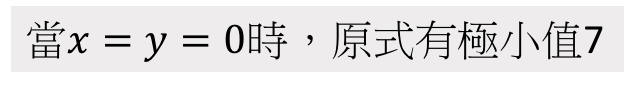 當x = y = 0時，原式有極小值7